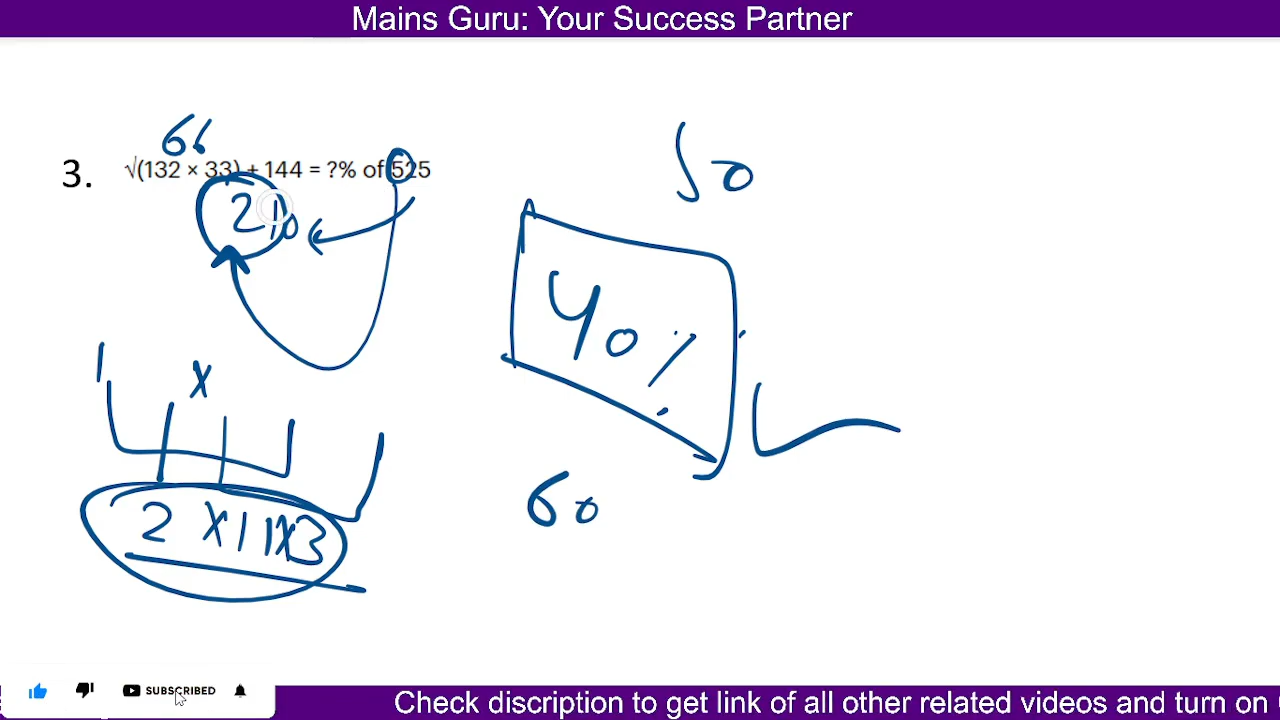 Mains Guru: Your Success Partner
66
3. √(132 × 33) + 144 = ?% of 525
50
210
40%
X
2 X 11 X 3
60
SUBSCRIBED
Check discription to get link of all other related videos and turn on